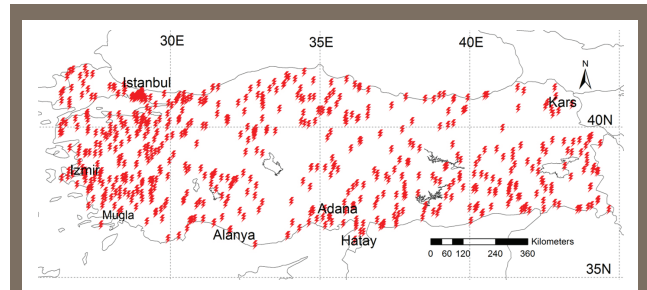 30E 35E 40E
N
Istanbul
Kars
40N
Izmir
Mugla
Adana
Alanya
Hatay
Kilometers
0 60 120 240 360
35N